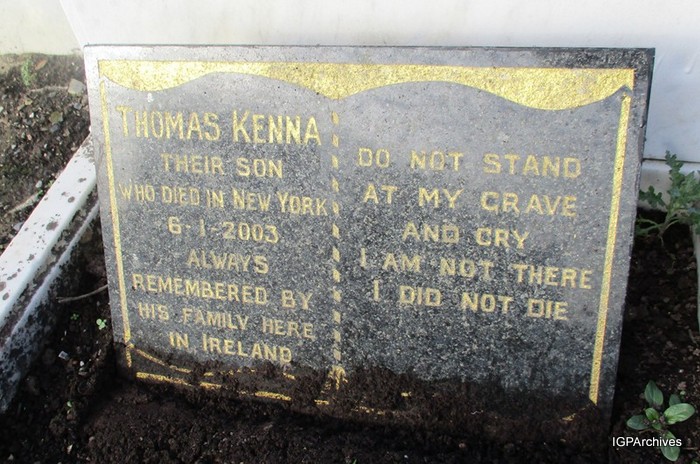 THOMAS KENNA
THEIR SON
WHO DIED IN NEW YORK
6-1-2003
ALWAYS
REMEMBERED BY
HIS FAMILY HERE
IN IRELAND
DO NOT STAND
AT MY GRAVE
AND CRY
I AM NOT THERE
I DID NOT DIE
IGPArchives